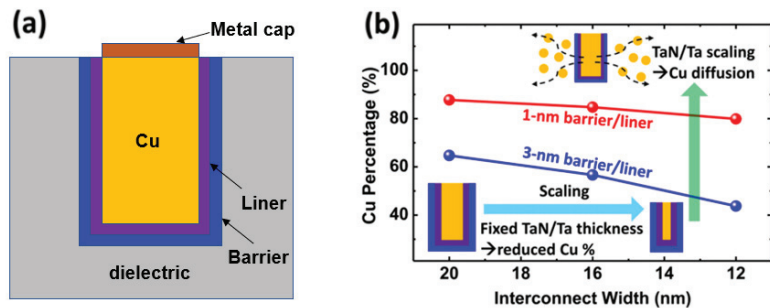 (a)
Metal cap
Cu
Liner
Barrier
dielectric
(b)
Cu Percentage (%)
100
80
60
40
TaN/Ta scaling
→Cu diffusion
1-nm barrier/liner
3-nm barrier/liner
Scaling
Fixed TaN/Ta thickness
→reduced Cu %
20
18
16
14
12
Interconnect Width (nm)